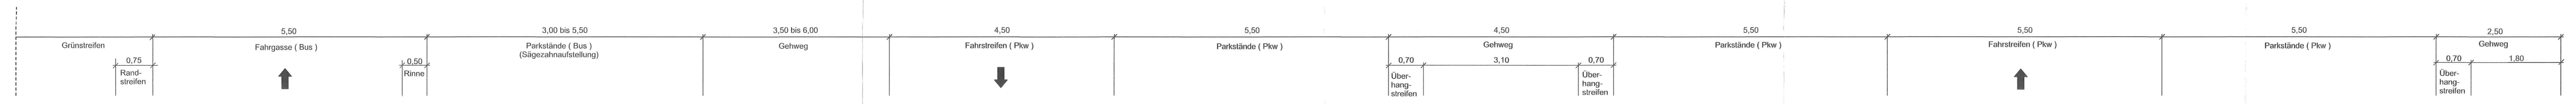 5,50
3,00 bis 5,50
3,50 bis 6,00
4,50
5,50
4,50
5,50
5,50
5,50
2,50
Grünstreifen
Fahrgasse ( Bus )
Parkstände ( Bus )
(Sägezahnaufstellung)
Gehweg
Fahrstreifen ( Pkw )
Parkstände ( Pkw )
Gehweg
Parkstände ( Pkw )
Fahrstreifen ( Pkw )
Parkstände ( Pkw )
Gehweg
0,75
Rand-
streifen
0,50
Rinne
0,70
Über-
hang-
streifen
3,10
0,70
Über-
hang-
streifen
0,70
Über-
hang-
streifen
1,80